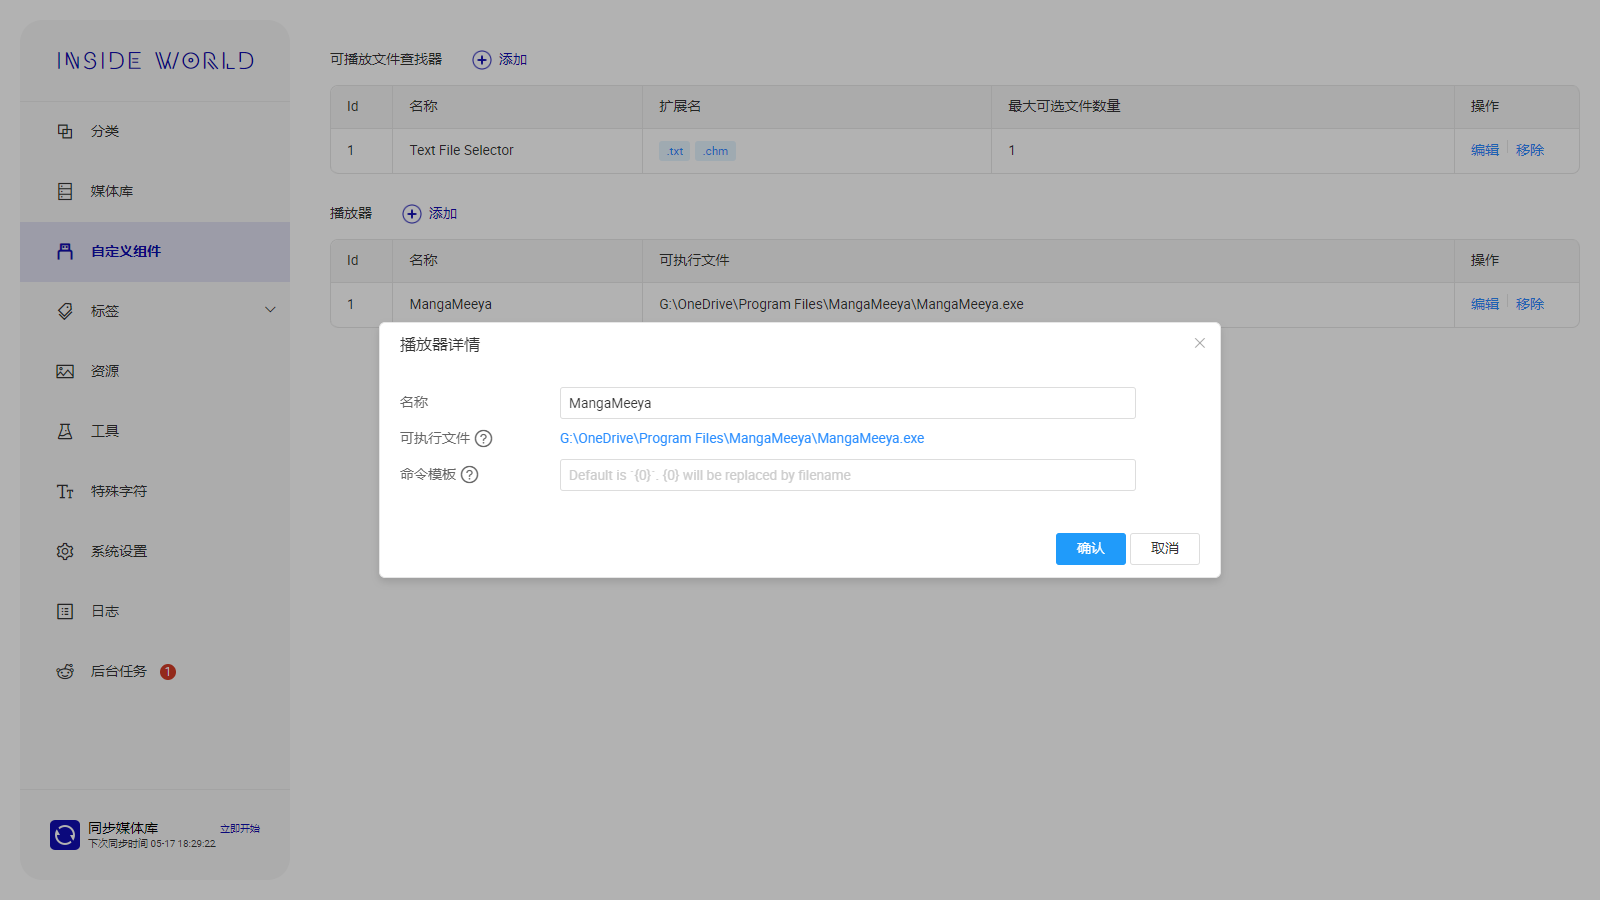 INSIDE WORLD
分类
媒体库
自定义组件
标签
资源
工具
特殊字符
系统设置
日志
后台任务 1
同步媒体库 立即开始
下次同步时间 05-17 18:29:22
可播放文件查找器 添加
Id 名称 扩展名 最大可选文件数量 操作
1 Text File Selector .txt .chm 1 编辑 移除
播放器 添加
Id 名称 可执行文件 操作
1 MangaMeeya G:\OneDrive\Program Files\MangaMeeya\MangaMeeya.exe 编辑 移除
播放器详情
名称 MangaMeeya
可执行文件 ? G:\OneDrive\Program Files\MangaMeeya\MangaMeeya.exe
命令模板 ? Default is `{0}`. {0} will be replaced by filename
确认 取消